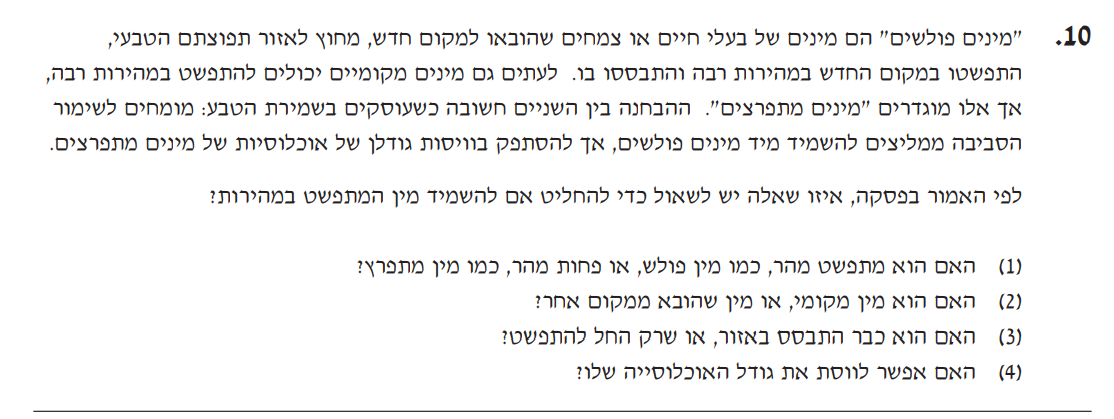 10. "מינים פולשים" הם מינים של בעלי חיים או צמחים שהובאו למקום חדש, מחוץ לאזור תפוצתם הטבעי,
התפשטו במקום החדש במהירות רבה והתבססו בו. לעתים גם מינים מקומיים יכולים להתפשט במהירות רבה,
אך אלו מוגדרים "מינים מתפרצים". ההבחנה בין השניים חשובה כשעוסקים בשמירת הטבע: מומחים לשימור
הסביבה ממליצים להשמיד מיד מינים פולשים, אך להסתפק בוויסות גודלן של אוכלוסיות של מינים מתפרצים.
לפי האמור בפסקה, איזו שאלה יש לשאול כדי להחליט אם להשמיד מין המתפשט במהירות?
(1) האם הוא מתפשט מהר, כמו מין פולש, או פחות מהר, כמו מין מתפרץ?
(2) האם הוא מין מקומי, או מין שהובא ממקום אחר?
(3) האם הוא כבר התבסס באזור, או שרק החל להתפשט?
(4) האם אפשר לווסת את גודל האוכלוסייה שלו?